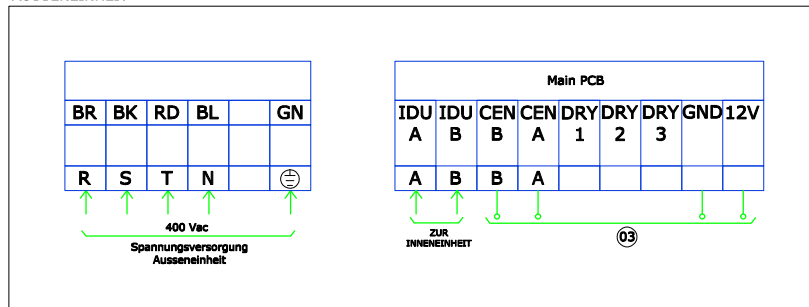 Main PCB
BR BK RD BL GN
IDU A IDU B CEN B CEN A DRY 1 DRY 2 DRY 3 GND 12V
R S T N
A B B A
400 Vac
Spannungsversorgung
Ausseneinheit
ZUR
INNENEINHEIT
03